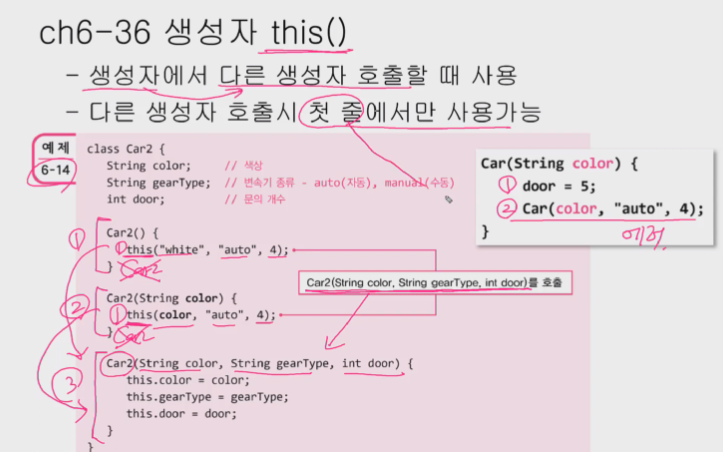 ch6-36 생성자 this()
- 생성자에서 다른 생성자 호출할 때 사용
- 다른 생성자 호출시 첫 줄에서만 사용가능
예제
6-14
class Car2 {
String color; // 색상
String gearType; // 변속기 종류 - auto(자동), manual(수동)
int door; // 문의 개수
① Car2() {
① this("white", "auto", 4);
} Car2
② Car2(String color) {
① this(color, "auto", 4);
} Car2
Car2(String color, String gearType, int door)를 호출
③ Car2(String color, String gearType, int door) {
this.color = color;
this.gearType = gearType;
this.door = door;
}
}
Car(String color) {
① door = 5;
② Car(color, "auto", 4);
}
에러